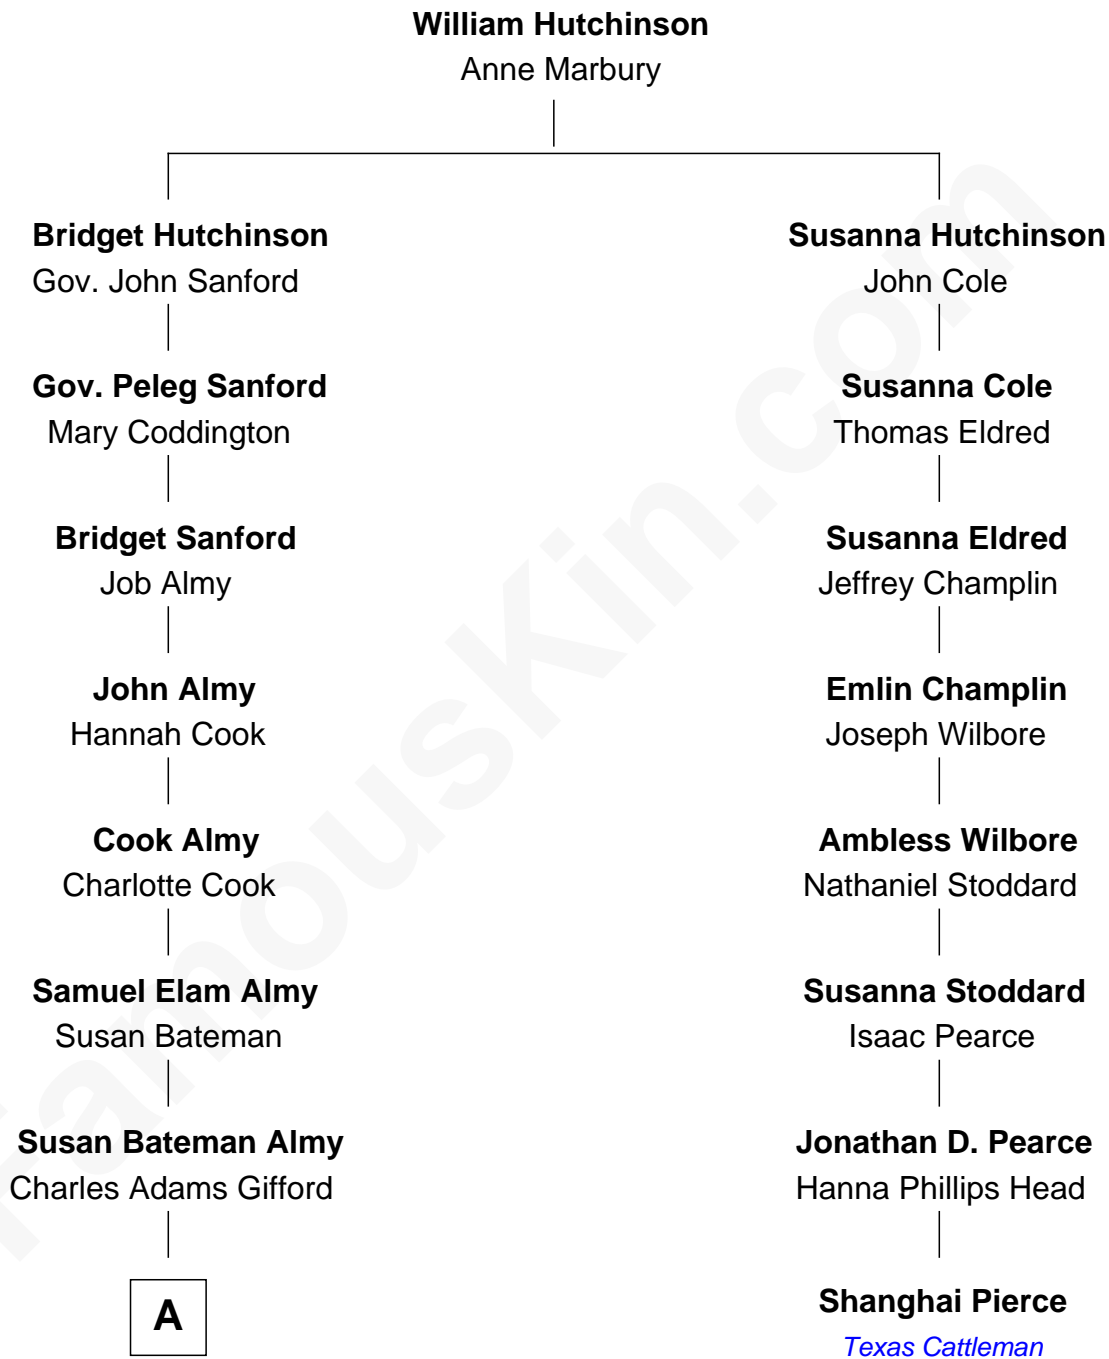 William Hutchinson
Anne Marbury
Bridget Hutchinson
Gov. John Sanford
Susanna Hutchinson
John Cole
Gov. Peleg Sanford
Mary Coddington
Susanna Cole
Thomas Eldred
Bridget Sanford
Job Almy
Susanna Eldred
Jeffrey Champlin
John Almy
Hannah Cook
Emlin Champlin
Joseph Wilbore
Cook Almy
Charlotte Cook
Ambless Wilbore
Nathaniel Stoddard
Samuel Elam Almy
Susan Bateman
Susanna Stoddard
Isaac Pearce
Susan Bateman Almy
Charles Adams Gifford
Jonathan D. Pearce
Hanna Phillips Head
A
Shanghai Pierce
Texas Cattleman
FamousKin.com